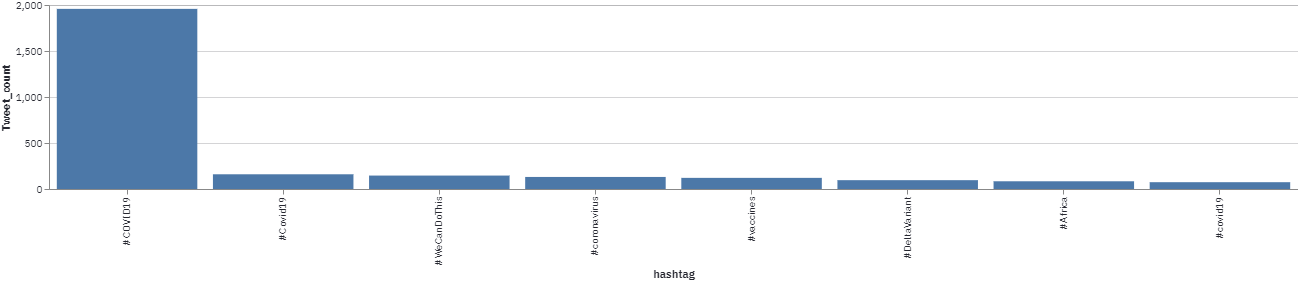 2,000
1,500
1,000
500
0
Tweet_count
#COVID19
#Covid19
#WeCanDoThis
#coronavirus
#vaccines
#DeltaVariant
#Africa
#covid19
hashtag